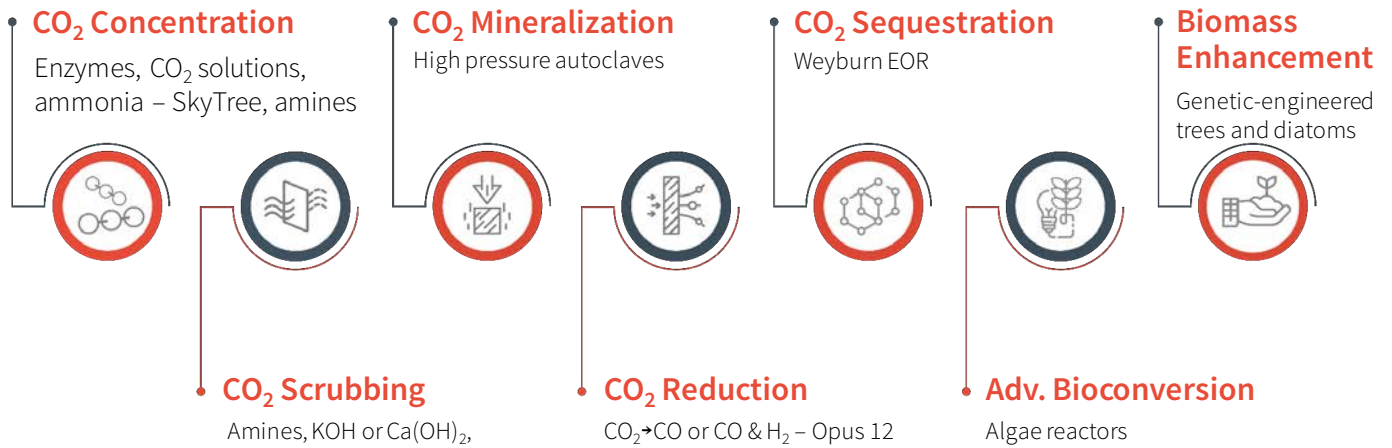 CO₂ Concentration
Enzymes, CO₂ solutions,
ammonia – SkyTree, amines
CO₂ Mineralization
High pressure autoclaves
CO₂ Sequestration
Weyburn EOR
Biomass
Enhancement
Genetic-engineered
trees and diatoms
CO₂ Scrubbing
Amines, KOH or Ca(OH)₂,
CO₂ Reduction
CO₂→CO or CO & H₂ – Opus 12
Adv. Bioconversion
Algae reactors